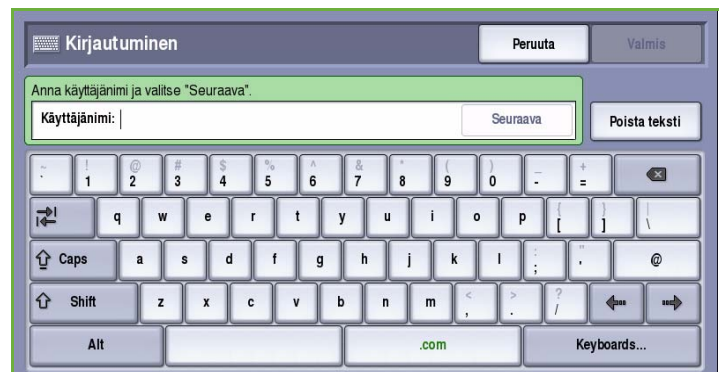 Kirjautuminen Peruuta Valmis
Anna käyttäjänimi ja valitse "Seuraava".
Käyttäjänimi: Seuraava Poista teksti
~ ! @ # $ % ^ & * ( ) _ +
` 1 2 3 4 5 6 7 8 9 0 - =
q w e r t y u i o p { [ } ] | \
Caps a s d f g h j k l : ; " ' @
Shift z x c v b n m < , > . ? /
Alt .com Keyboards...